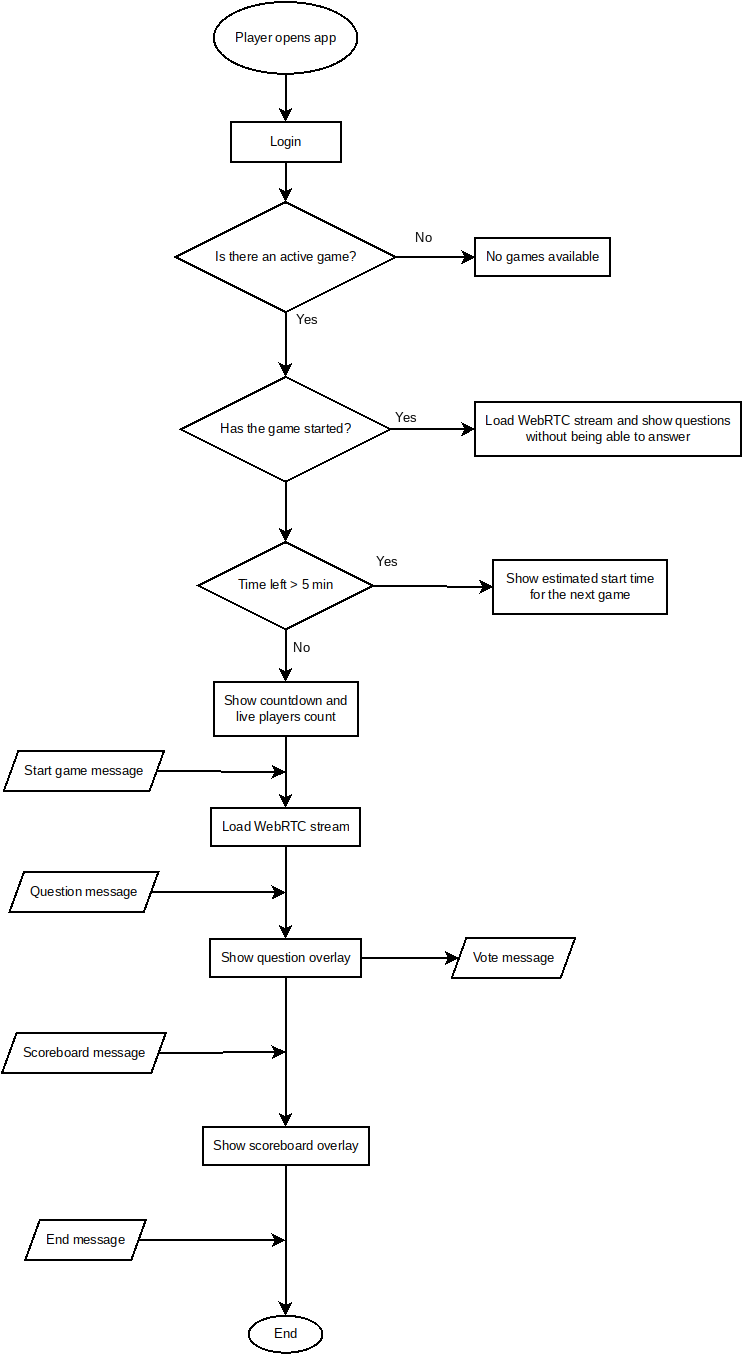 Player opens app
Login
Is there an active game?
No
No games available
Yes
Has the game started?
Yes
Load WebRTC stream and show questions
without being able to answer
Time left > 5 min
Yes
Show estimated start time
for the next game
No
Show countdown and
live players count
Start game message
Load WebRTC stream
Question message
Show question overlay
Vote message
Scoreboard message
Show scoreboard overlay
End message
End